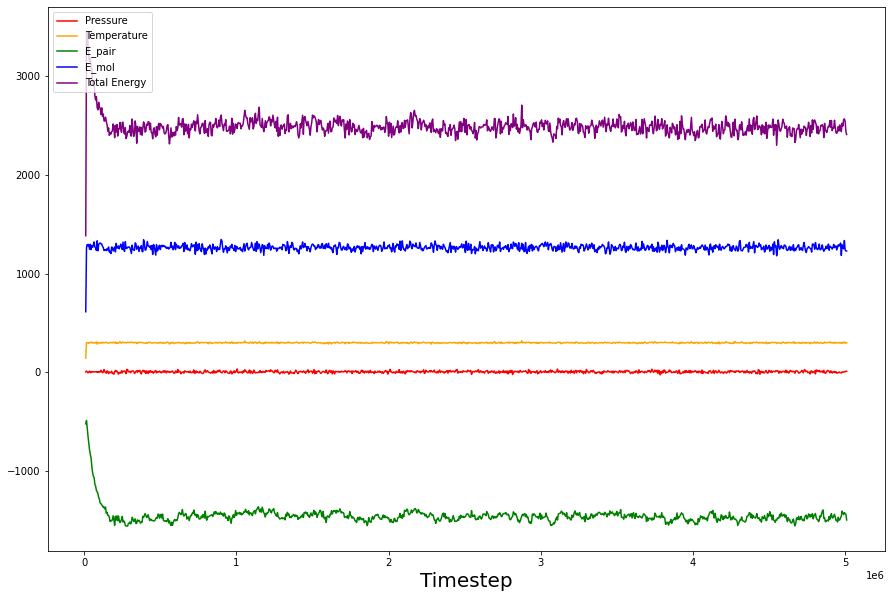 Pressure
Temperature
E_pair
E_mol
Total Energy
3000
2000
1000
0
−1000
0 1 2 3 4 5
1e6
Timestep